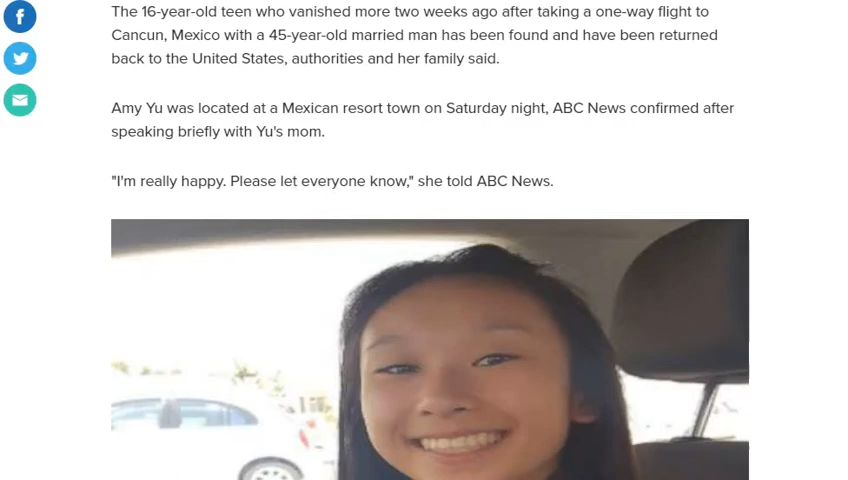 The 16-year-old teen who vanished more two weeks ago after taking a one-way flight to
Cancun, Mexico with a 45-year-old married man has been found and have been returned
back to the United States, authorities and her family said.
Amy Yu was located at a Mexican resort town on Saturday night, ABC News confirmed after
speaking briefly with Yu's mom.
"I'm really happy. Please let everyone know," she told ABC News.